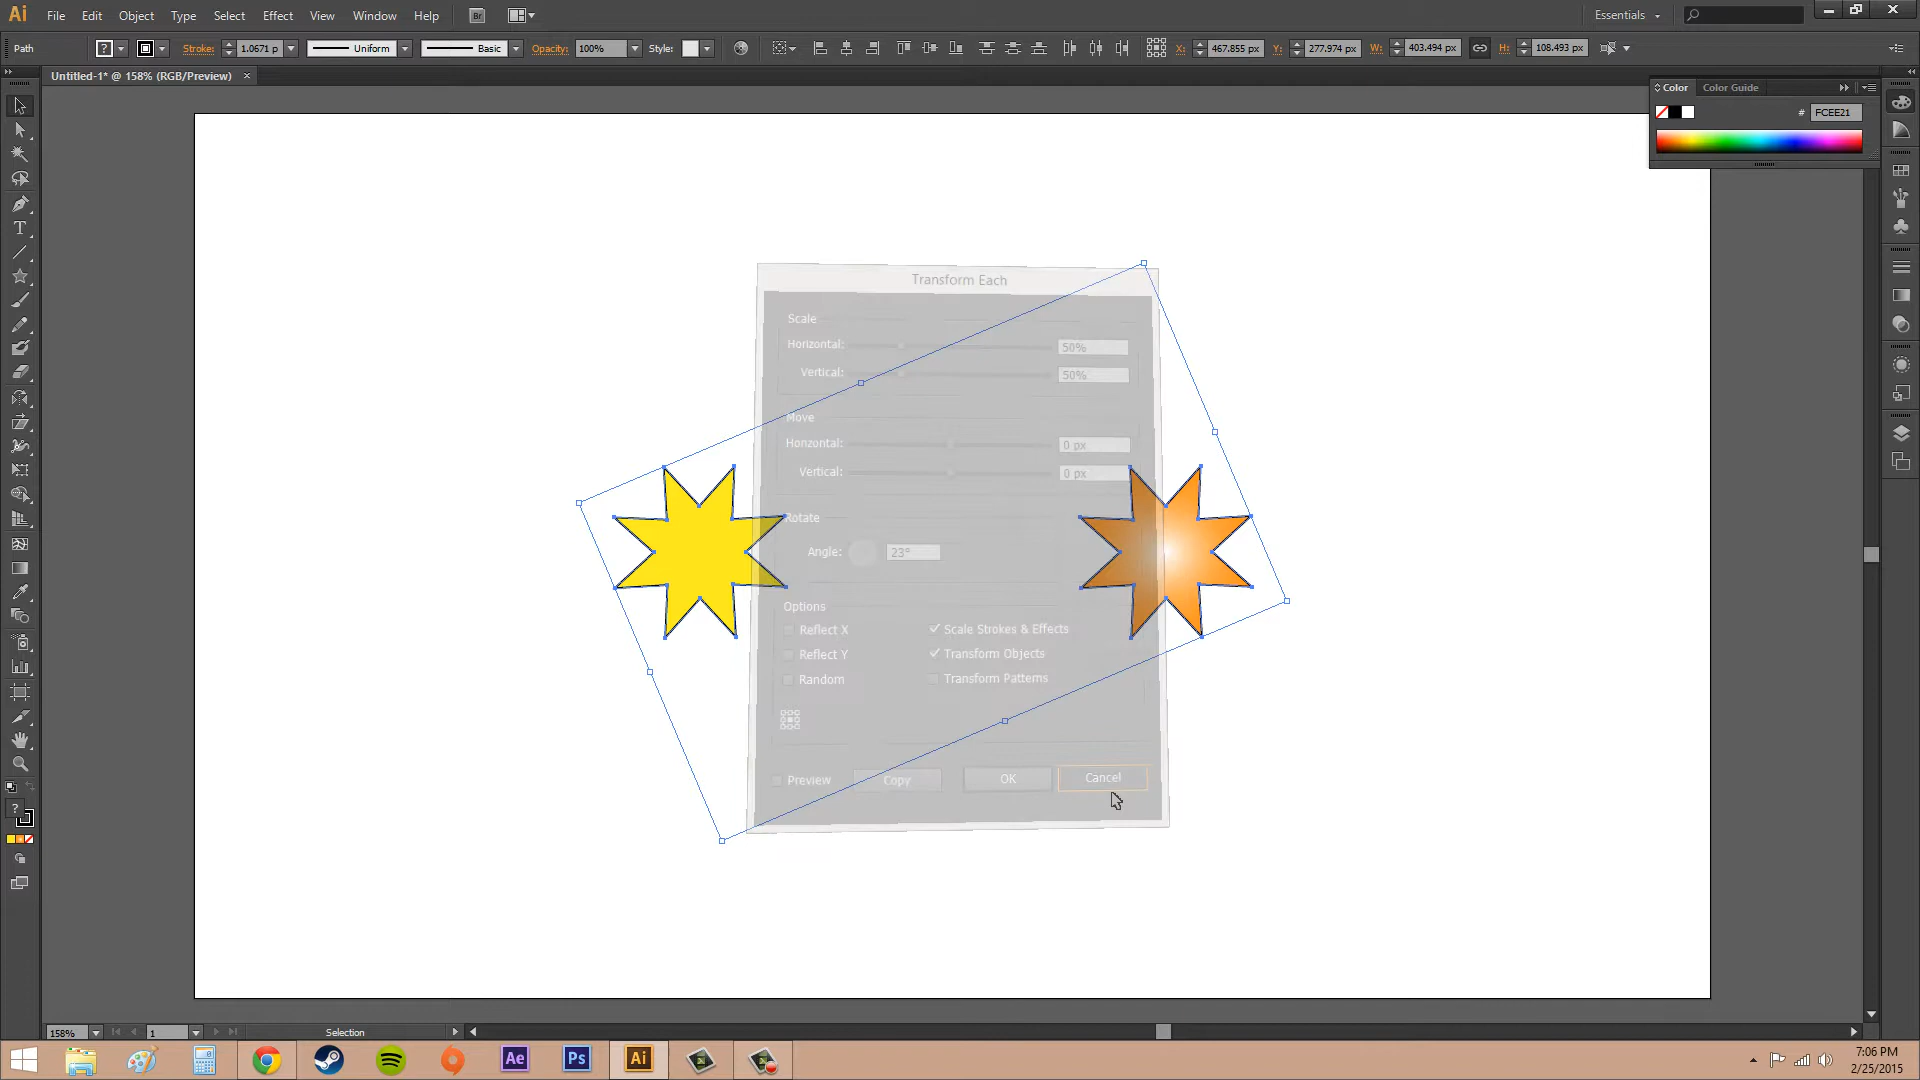 Ai File Edit Object Type Select Effect View Window Help Br Essentials
Path Stroke: 1.0671 p Uniform Basic Opacity: 100% Style: X: 467.855 px Y: 277.974 px W: 403.494 px H: 108.493 px
Untitled-1* @ 158% (RGB/Preview) ×
Color Color Guide
# FCEE21
Transform Each
Scale
Horizontal: 50%
Vertical: 50%
Move
Horizontal: 0 px
Vertical: 0 px
Rotate
Angle: 23°
Options
Reflect X Scale Strokes & Effects
Reflect Y Transform Objects
Random Transform Patterns
Preview Copy OK Cancel
158% 1 Selection
Ae Ps Ai
7:06 PM
2/25/2015